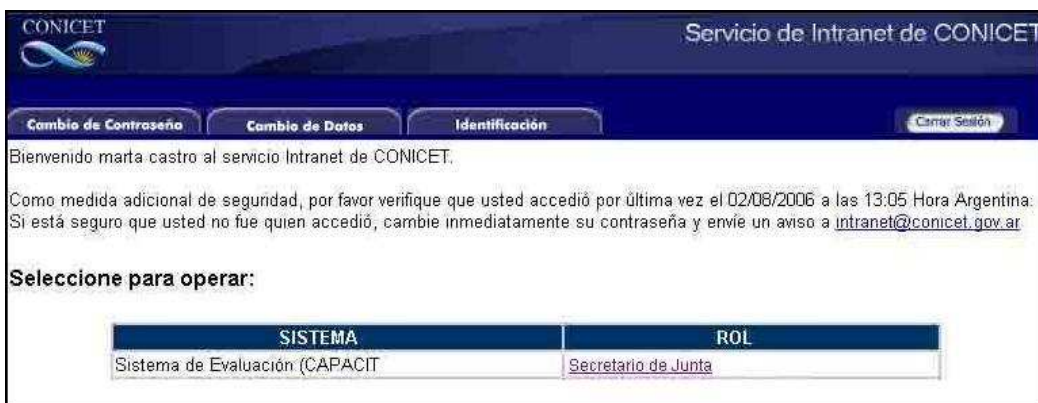 CONICET
Servicio de Intranet de CONICET
Cambio de Contraseña
Cambio de Datos
Identificación
Cerrar Sesión
Bienvenido marta castro al servicio Intranet de CONICET.
Como medida adicional de seguridad, por favor verifique que usted accedió por última vez el 02/08/2006 a las 13:05 Hora Argentina.
Si está seguro que usted no fue quien accedió, cambie inmediatamente su contraseña y envíe un aviso a intranet@conicet.gov.ar
Seleccione para operar:
SISTEMA ROL
Sistema de Evaluación (CAPACIT Secretario de Junta